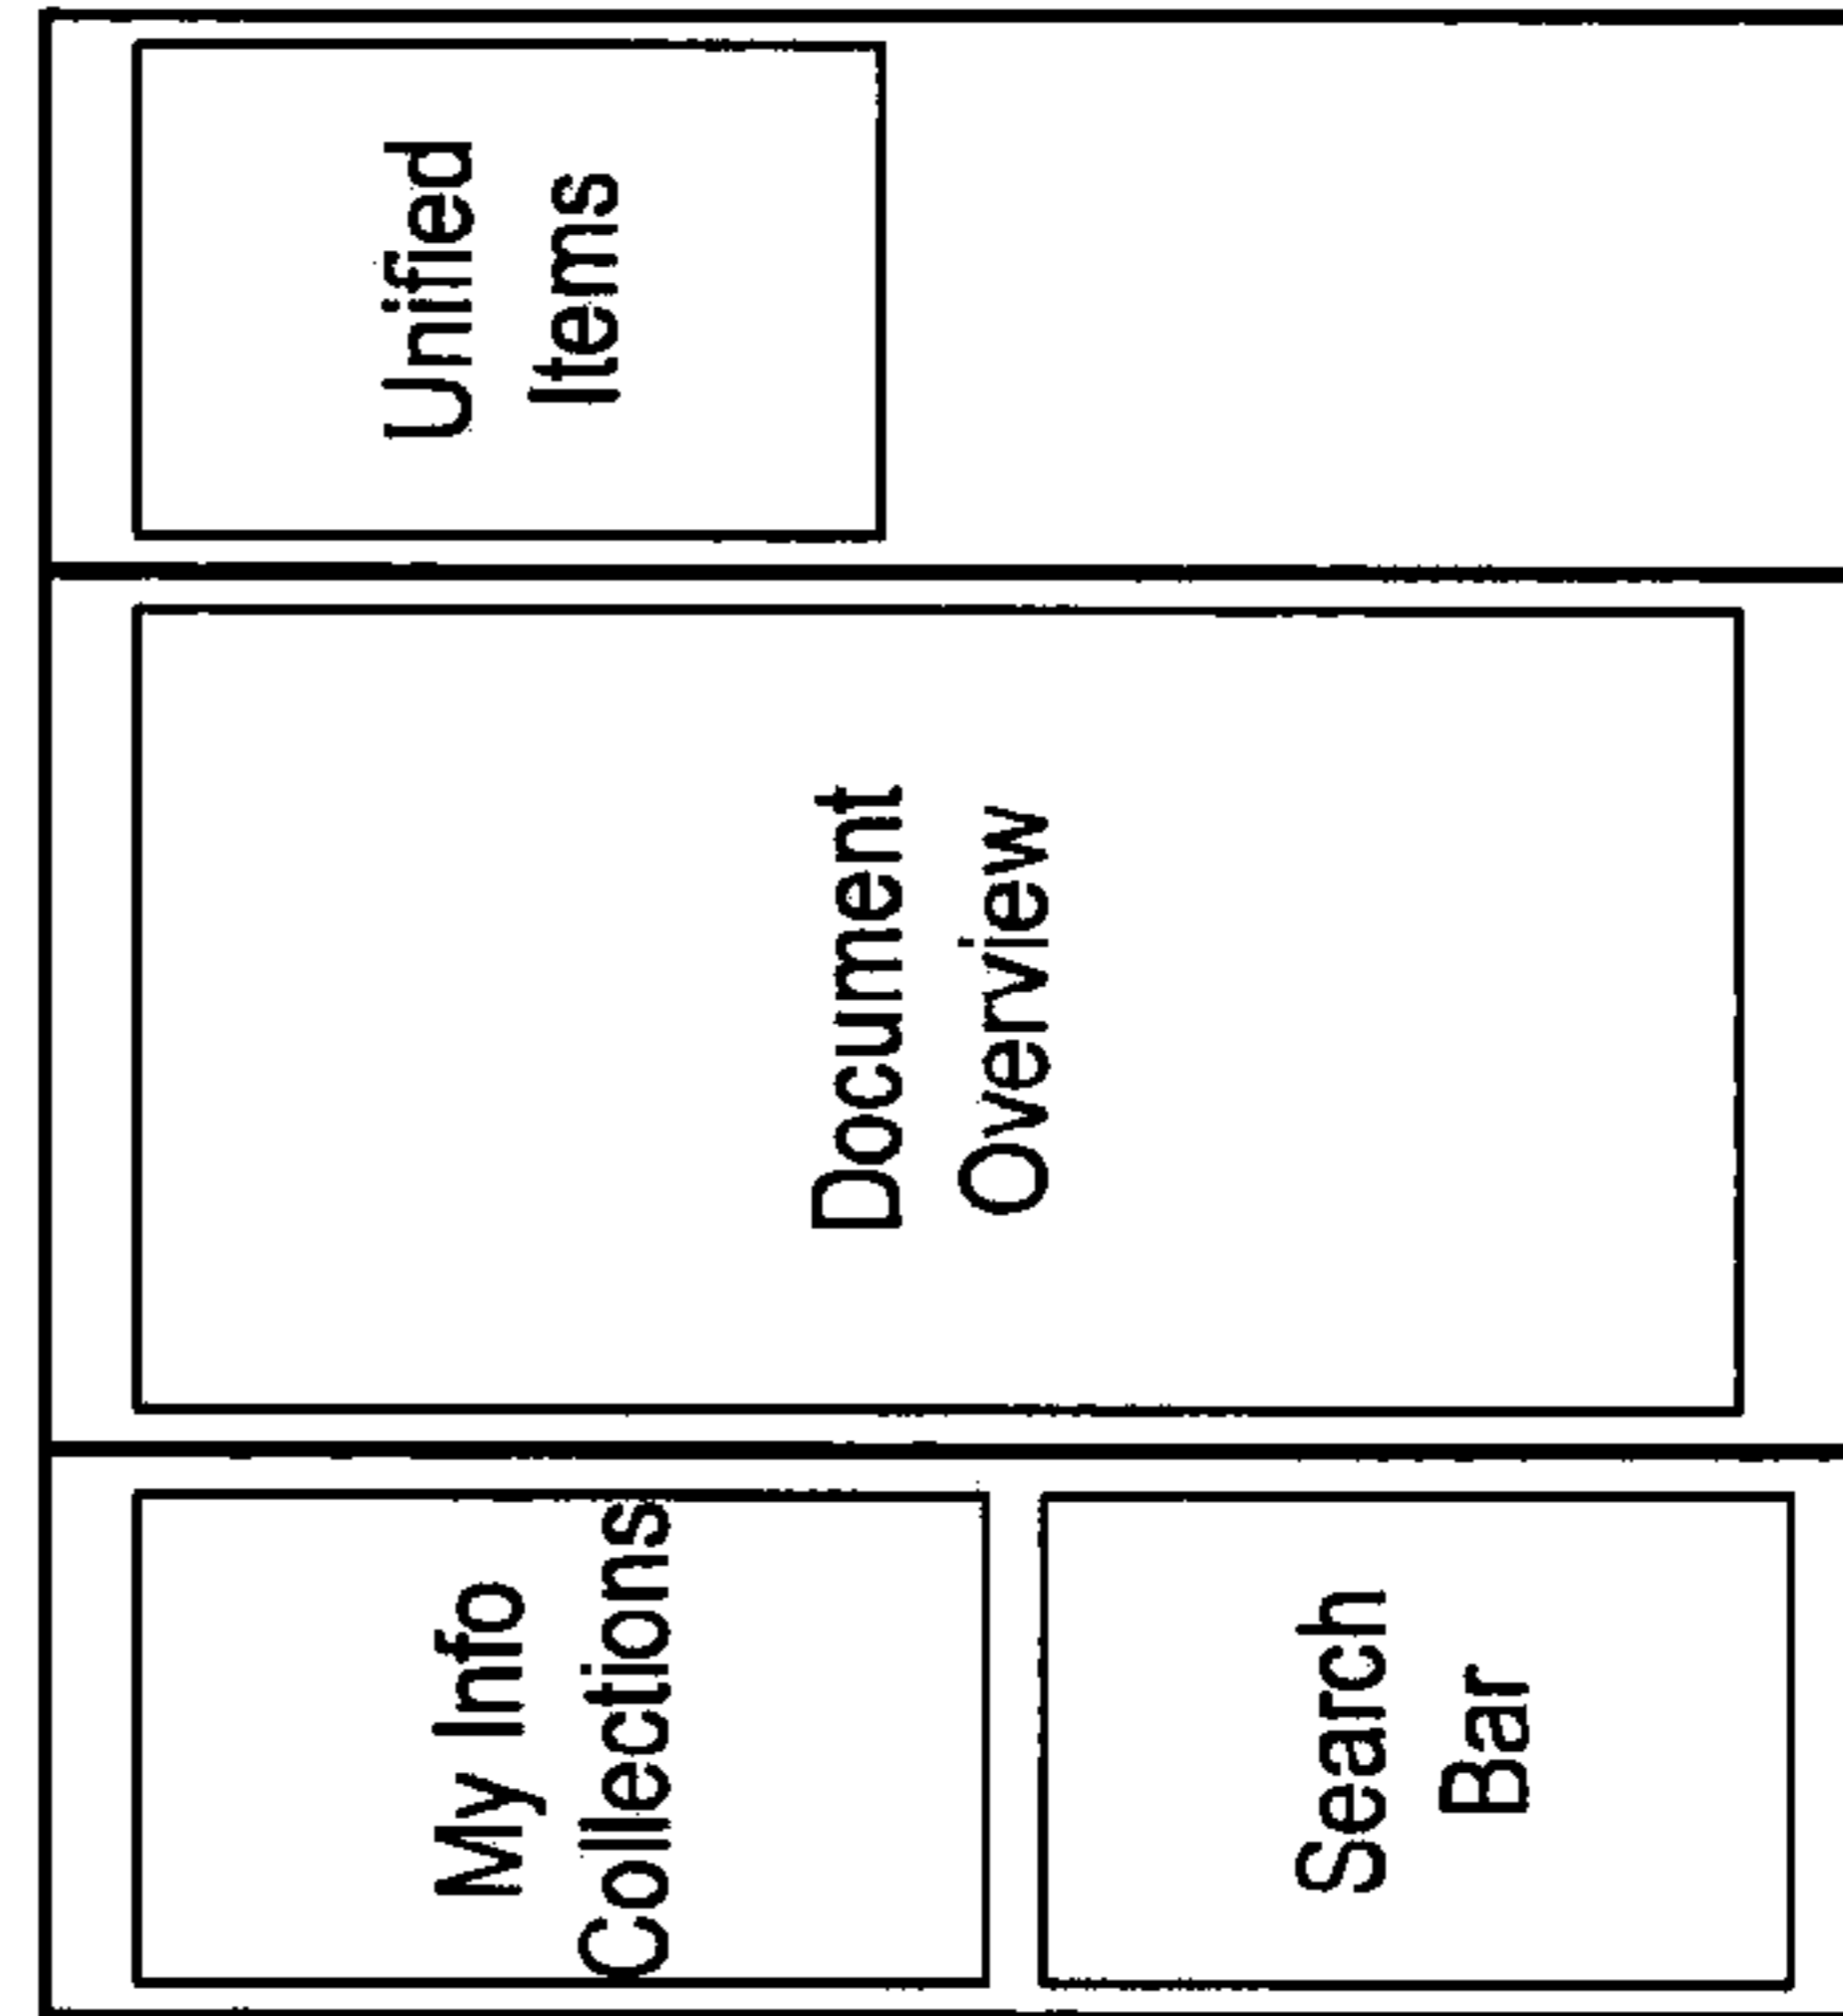 My Info
Collections
Search
Bar
Document
Overview
Unified
Items